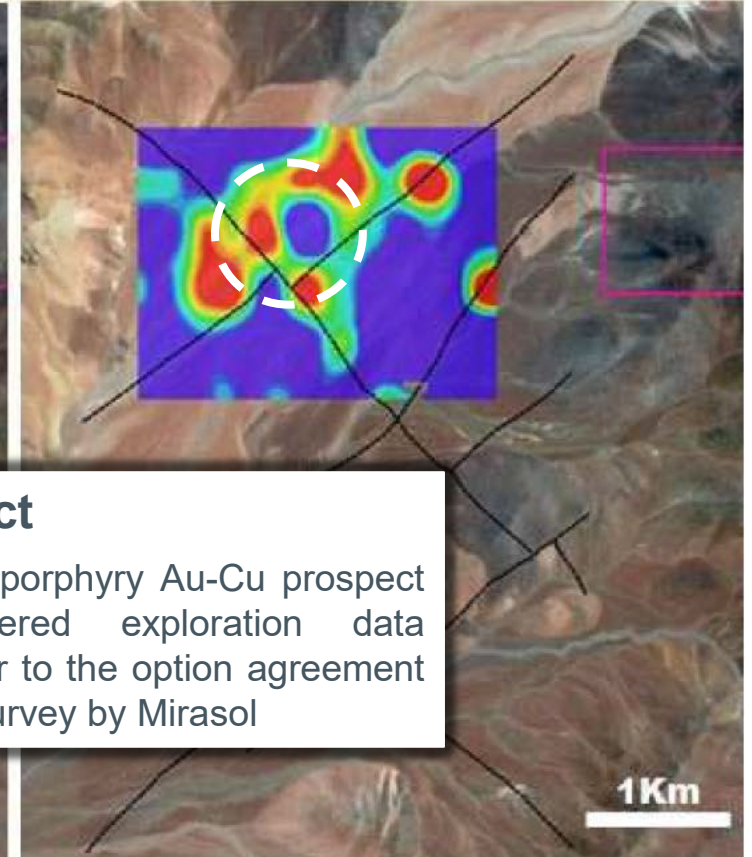 ct
porphyry Au-Cu prospect
ered exploration data
r to the option agreement
urvey by Mirasol
1Km